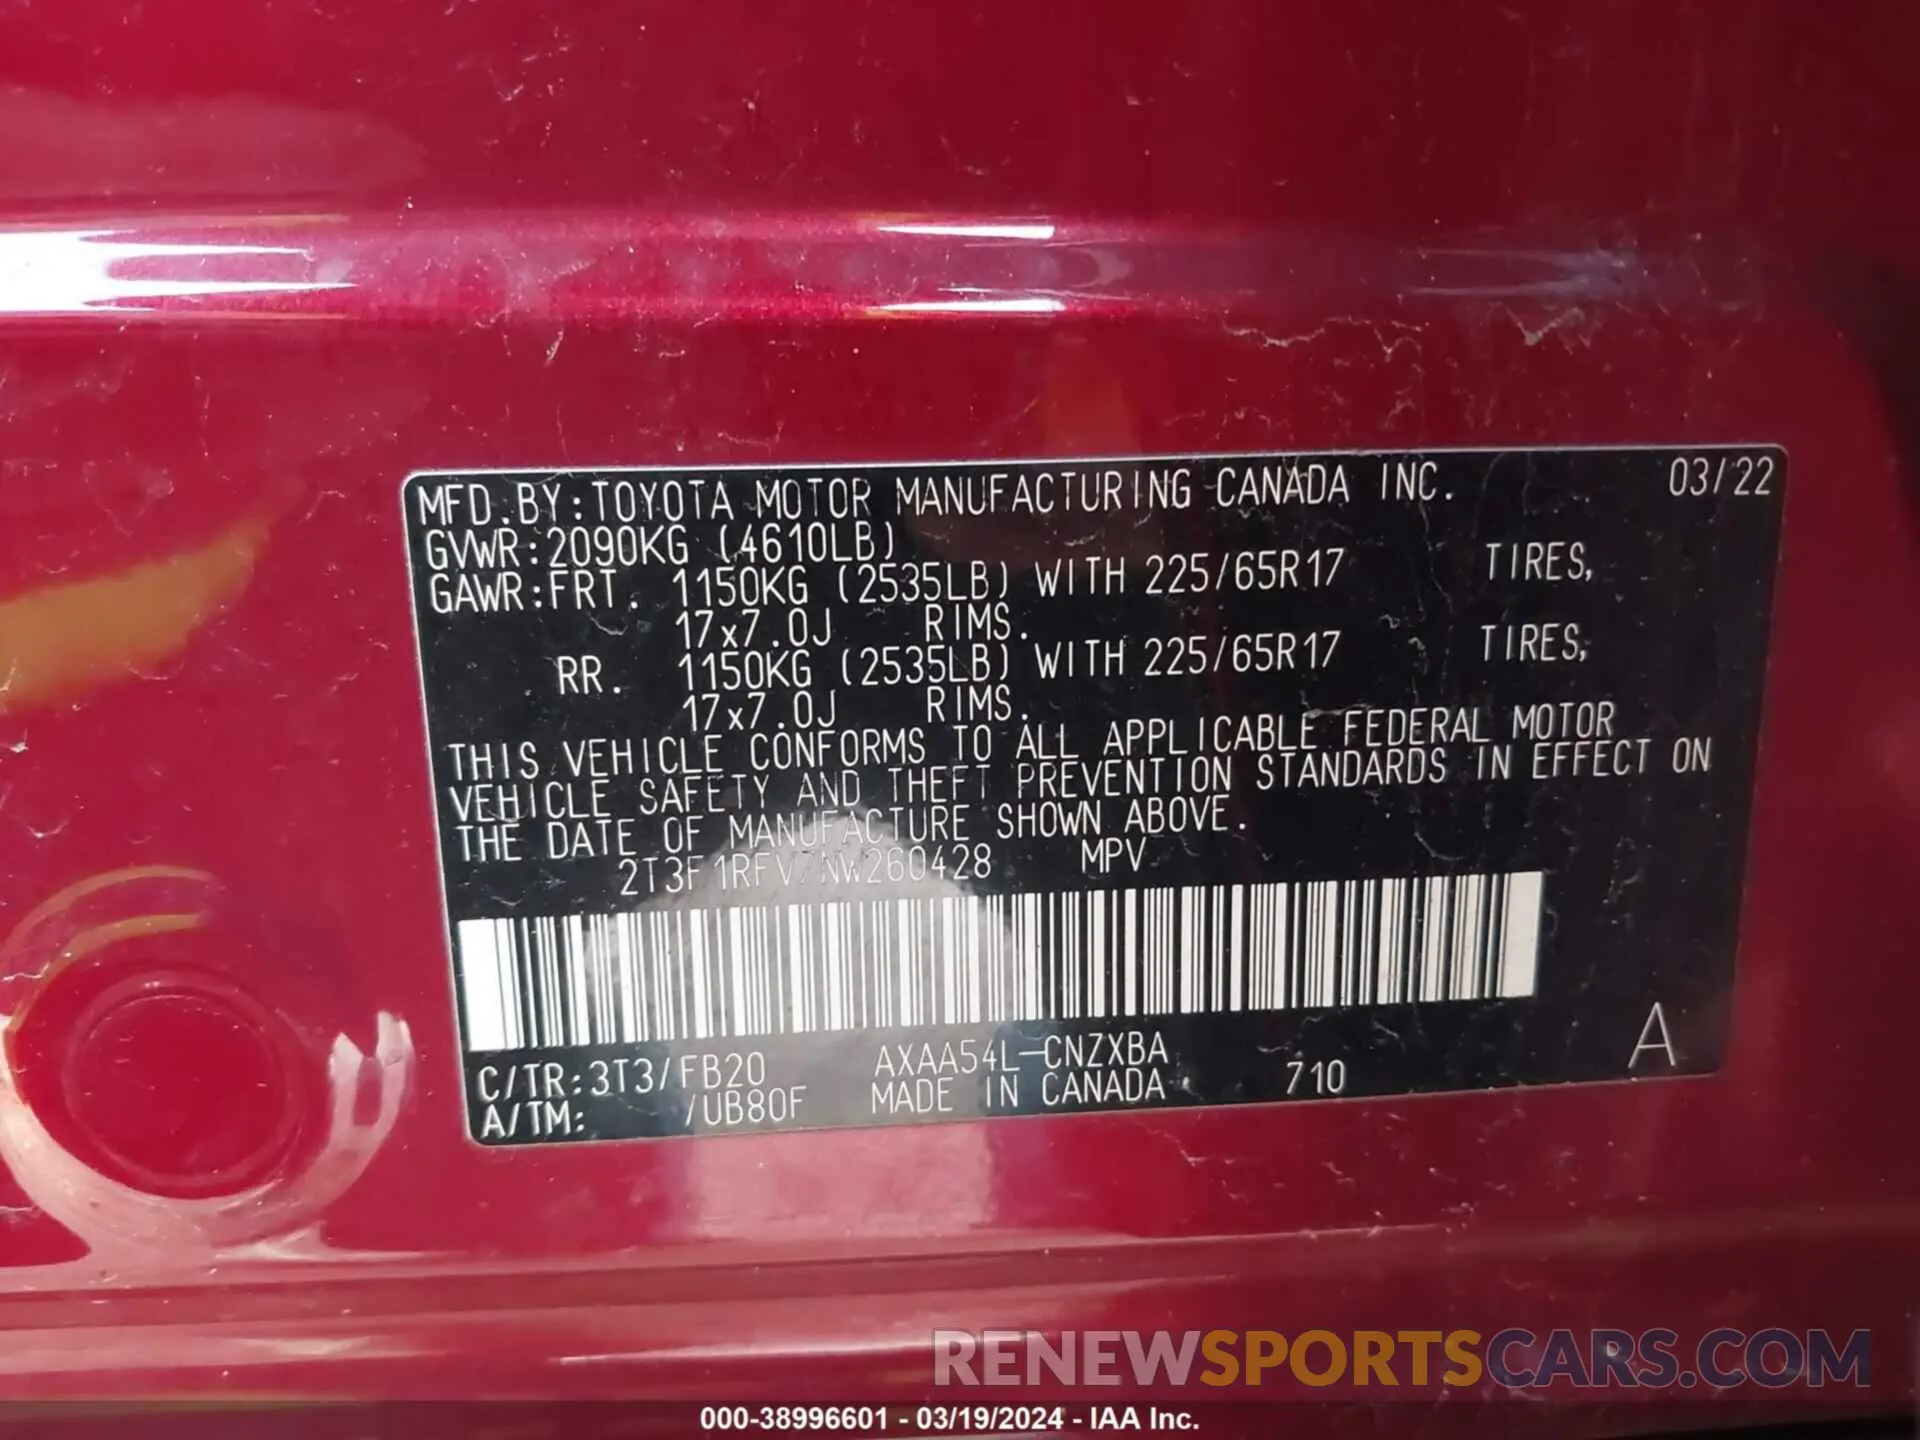 MFD.BY:TOYOTA MOTOR MANUFACTURING CANADA INC. 03/22
GVWR:2090KG (4610LB)
GAWR:FRT. 1150KG (2535LB) WITH 225/65R17 TIRES,
17x7.0J RIMS.
RR. 1150KG (2535LB) WITH 225/65R17 TIRES,
17x7.0J RIMS.
THIS VEHICLE CONFORMS TO ALL APPLICABLE FEDERAL MOTOR
VEHICLE SAFETY AND THEFT PREVENTION STANDARDS IN EFFECT ON
THE DATE OF MANUFACTURE SHOWN ABOVE.
2T3F1RFV7NW260428 MPV
C/TR:3T3/FB20 AXAA54L-CNZXBA
A/TM: /UB80F MADE IN CANADA 710 A
RENEWSPORTSCARS.COM
000-38996601 - 03/19/2024 - IAA Inc.